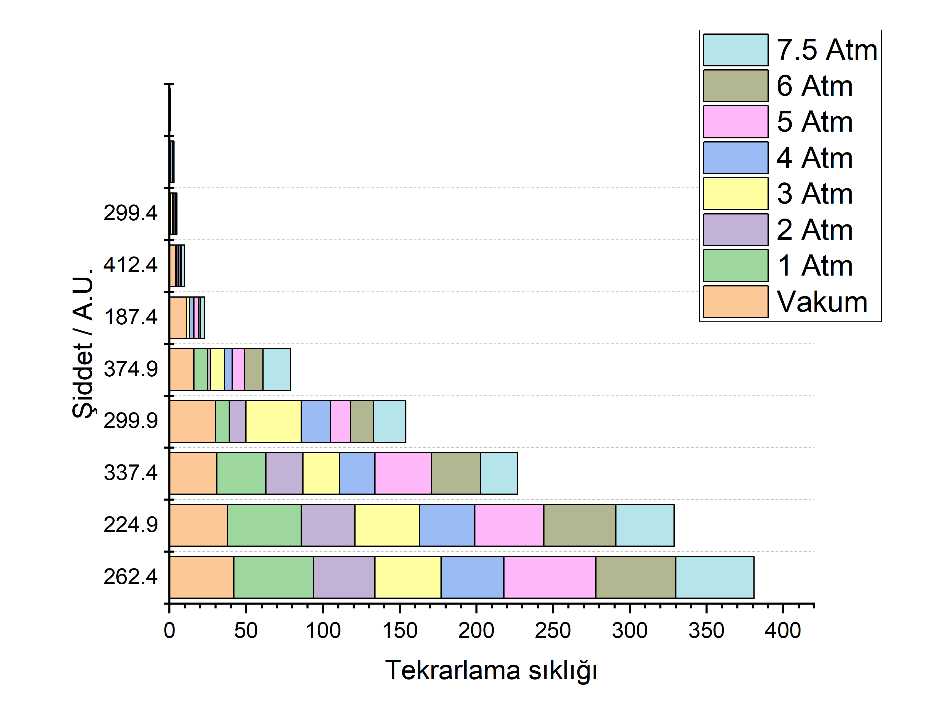 7.5 Atm
6 Atm
5 Atm
4 Atm
3 Atm
2 Atm
1 Atm
Vakum
Şiddet / A.U.
299.4
412.4
187.4
374.9
299.9
337.4
224.9
262.4
0 50 100 150 200 250 300 350 400
Tekrarlama sıklığı